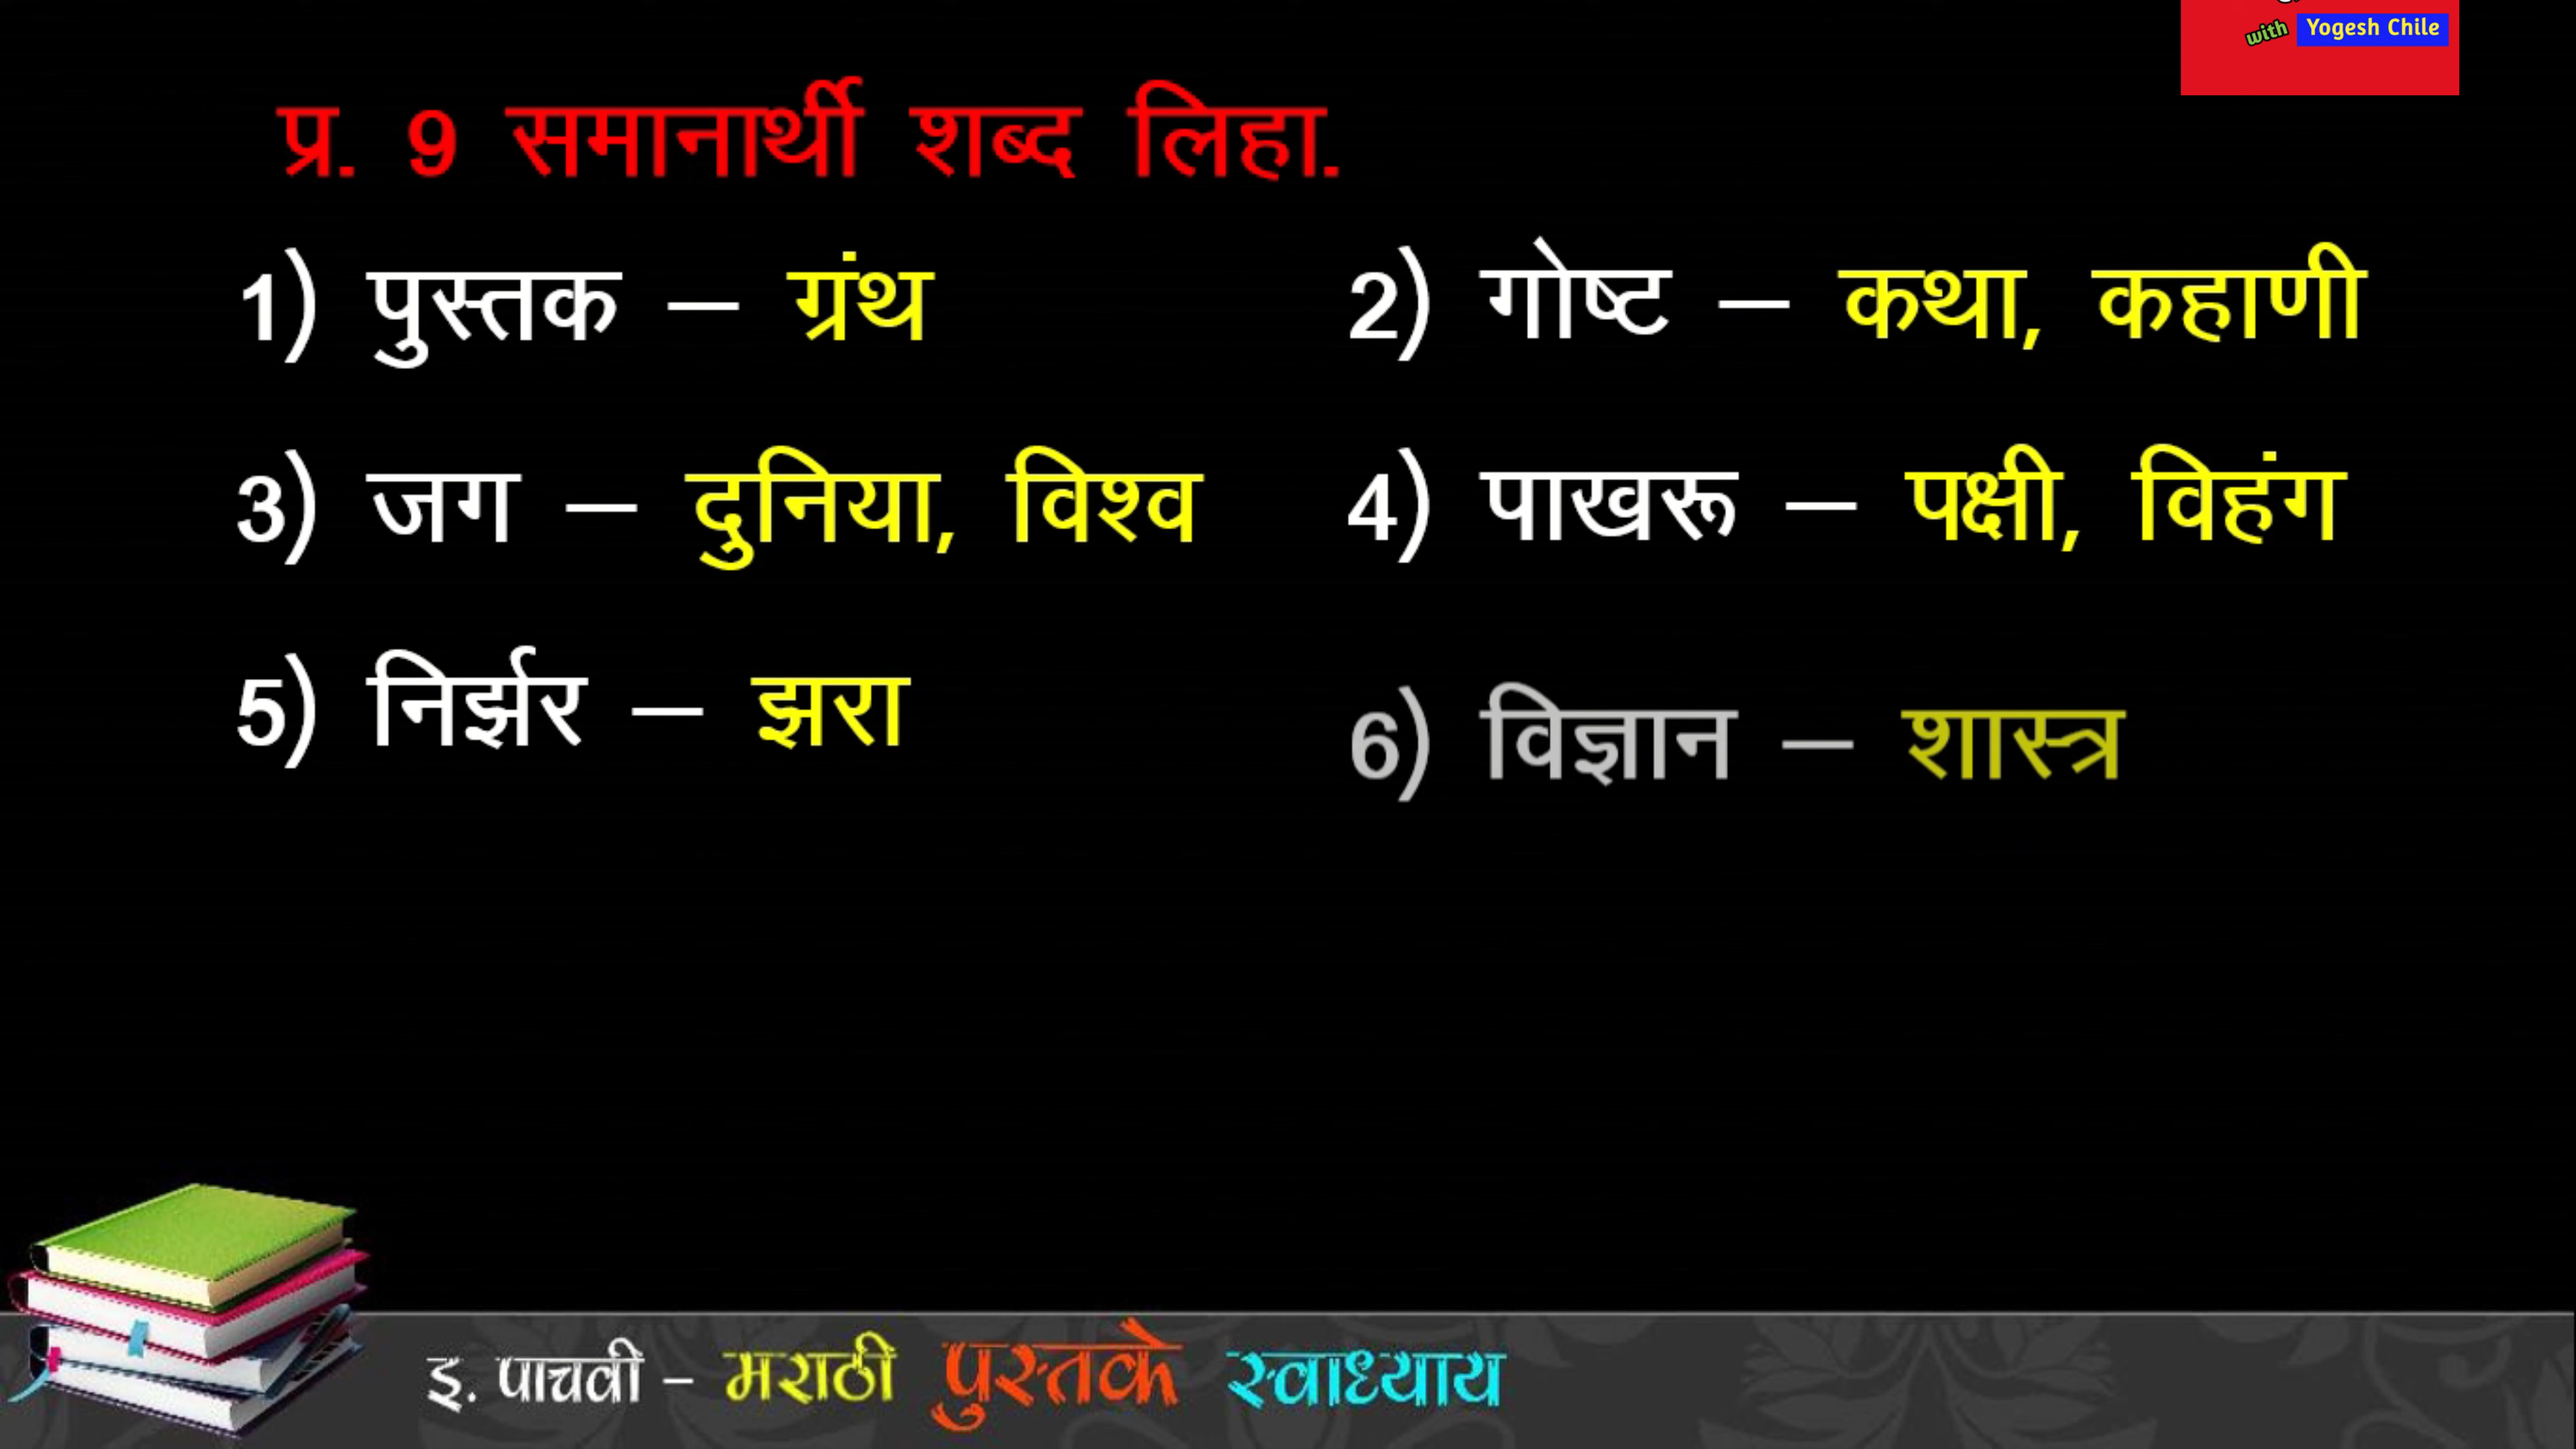 with Yogesh Chile
प्र. 9 समानार्थी शब्द लिहा.
1) पुस्तक – ग्रंथ
2) गोष्ट – कथा, कहाणी
3) जग – दुनिया, विश्व
4) पाखरू – पक्षी, विहंग
5) निर्झर – झरा
6) विज्ञान – शास्त्र
इ. पाचवी – मराठी पुस्तके स्वाध्याय